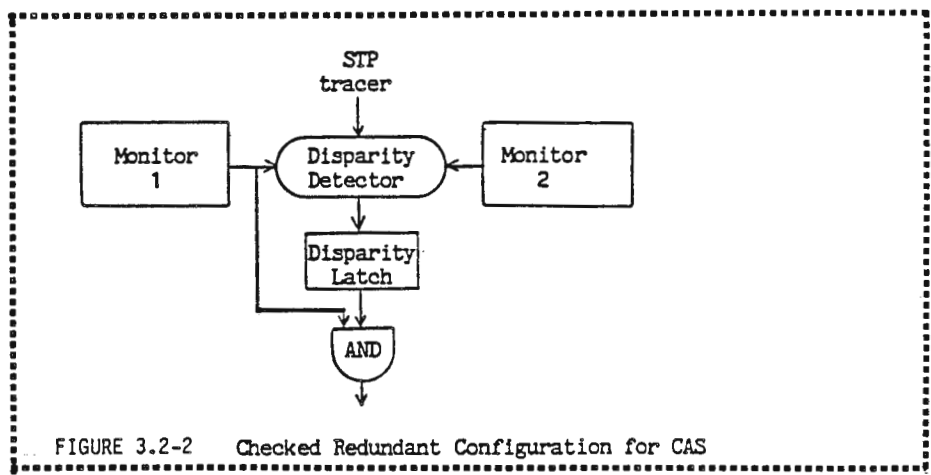 STP
tracer
Monitor
1
Disparity
Detector
Monitor
2
Disparity
Latch
AND
FIGURE 3.2-2 Checked Redundant Configuration for CAS